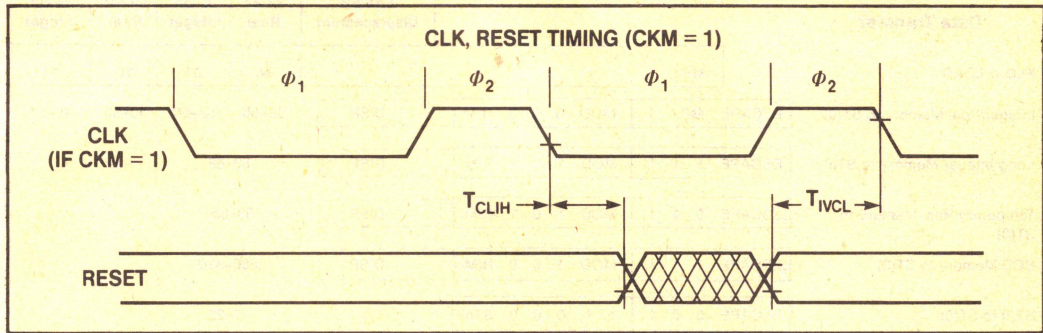 CLK, RESET TIMING (CKM = 1)
ϕ1 ϕ2 ϕ1 ϕ2
CLK
(IF CKM = 1)
TCLIH TIVCL
RESET